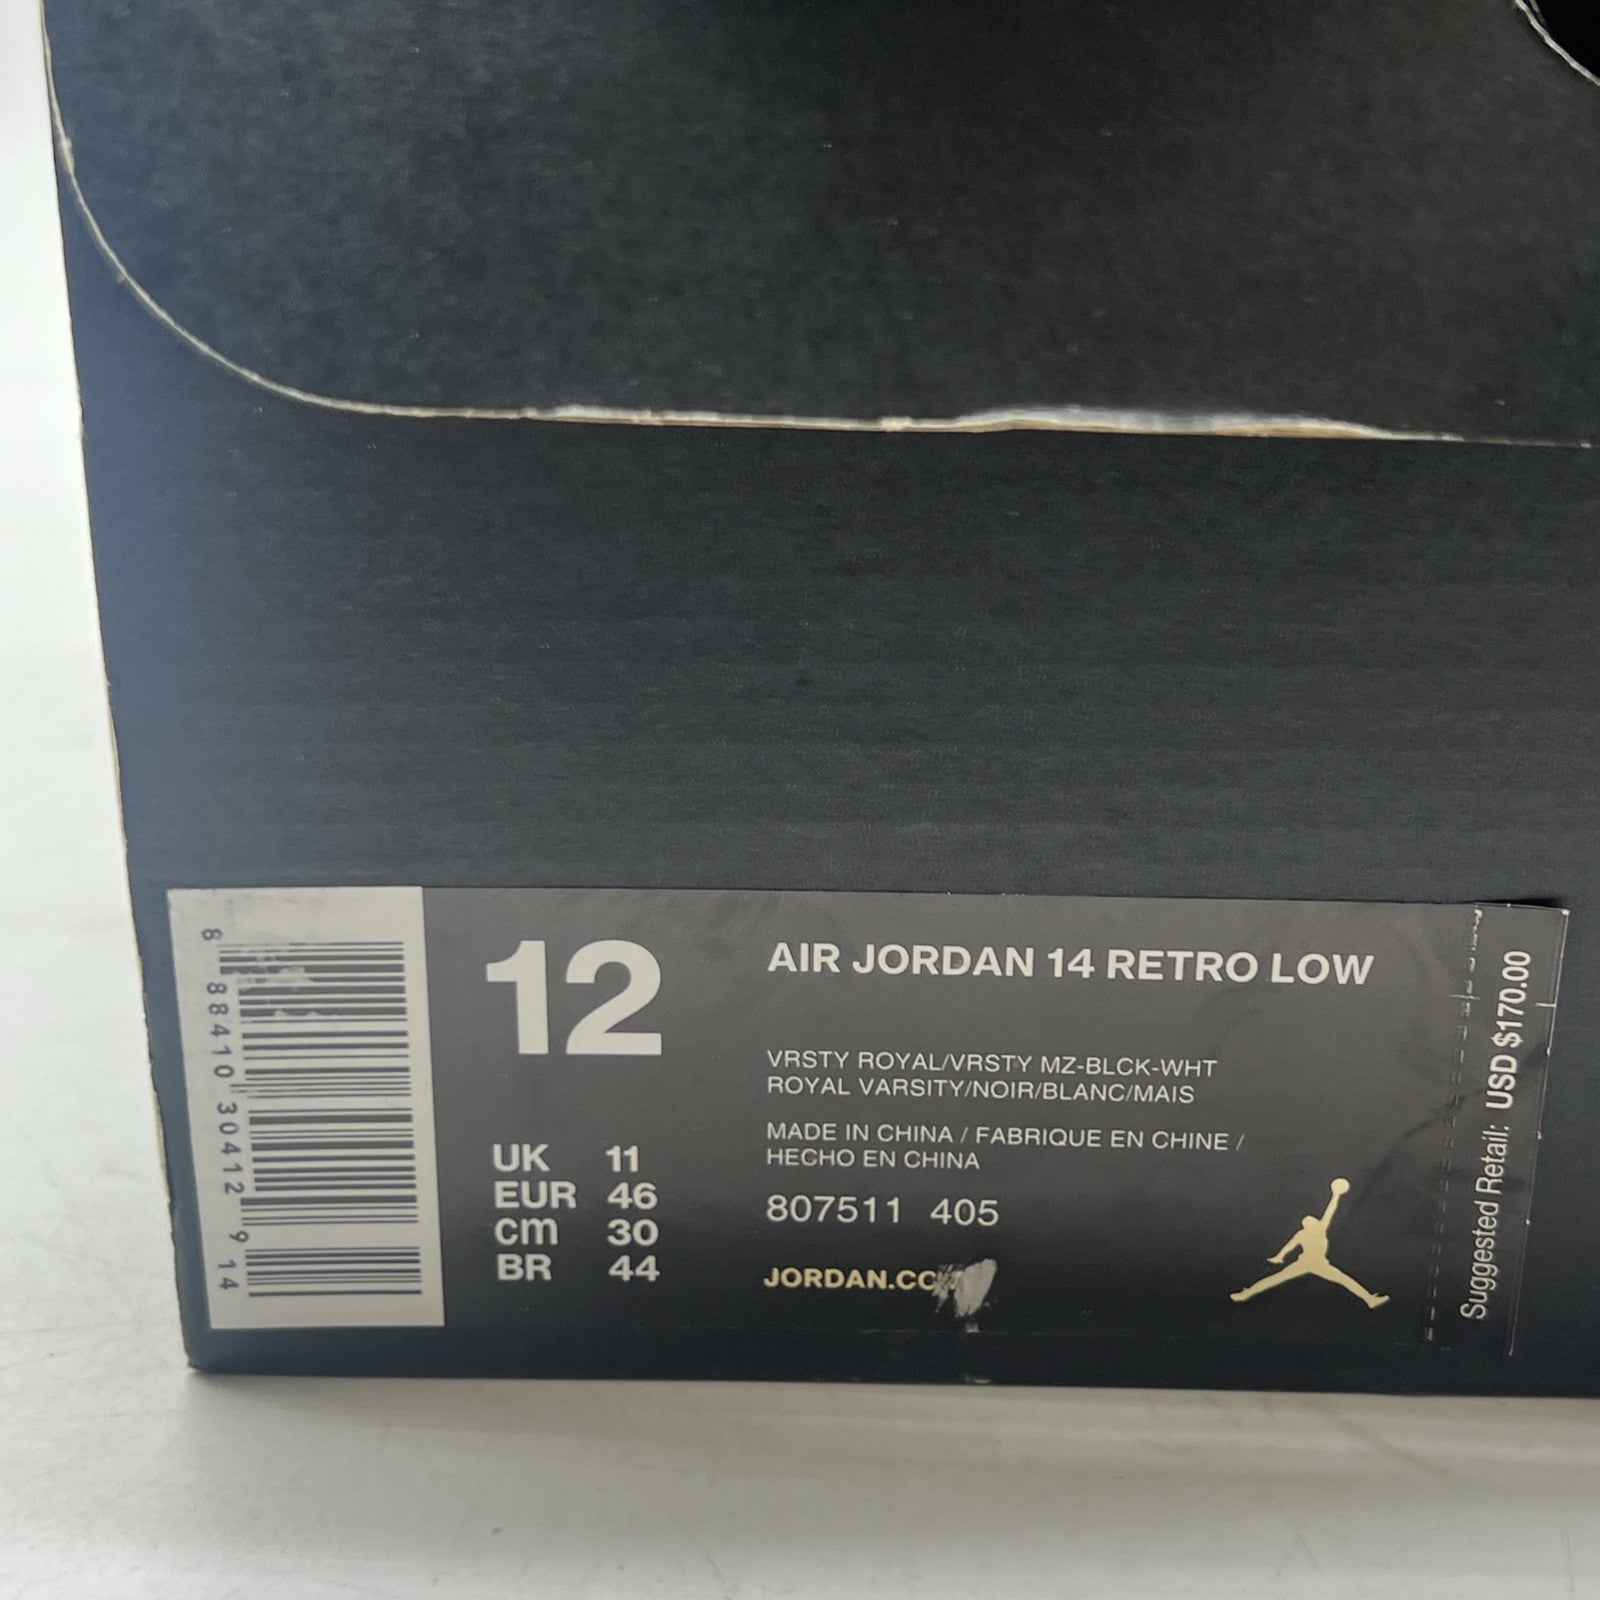 8 88410 30412 9 14
12
UK 11
EUR 46
cm 30
BR 44
AIR JORDAN 14 RETRO LOW
VRSTY ROYAL/VRSTY MZ-BLCK-WHT
ROYAL VARSITY/NOIR/BLANC/MAIS
MADE IN CHINA / FABRIQUE EN CHINE /
HECHO EN CHINA
807511 405
Suggested Retail: USD $170.00